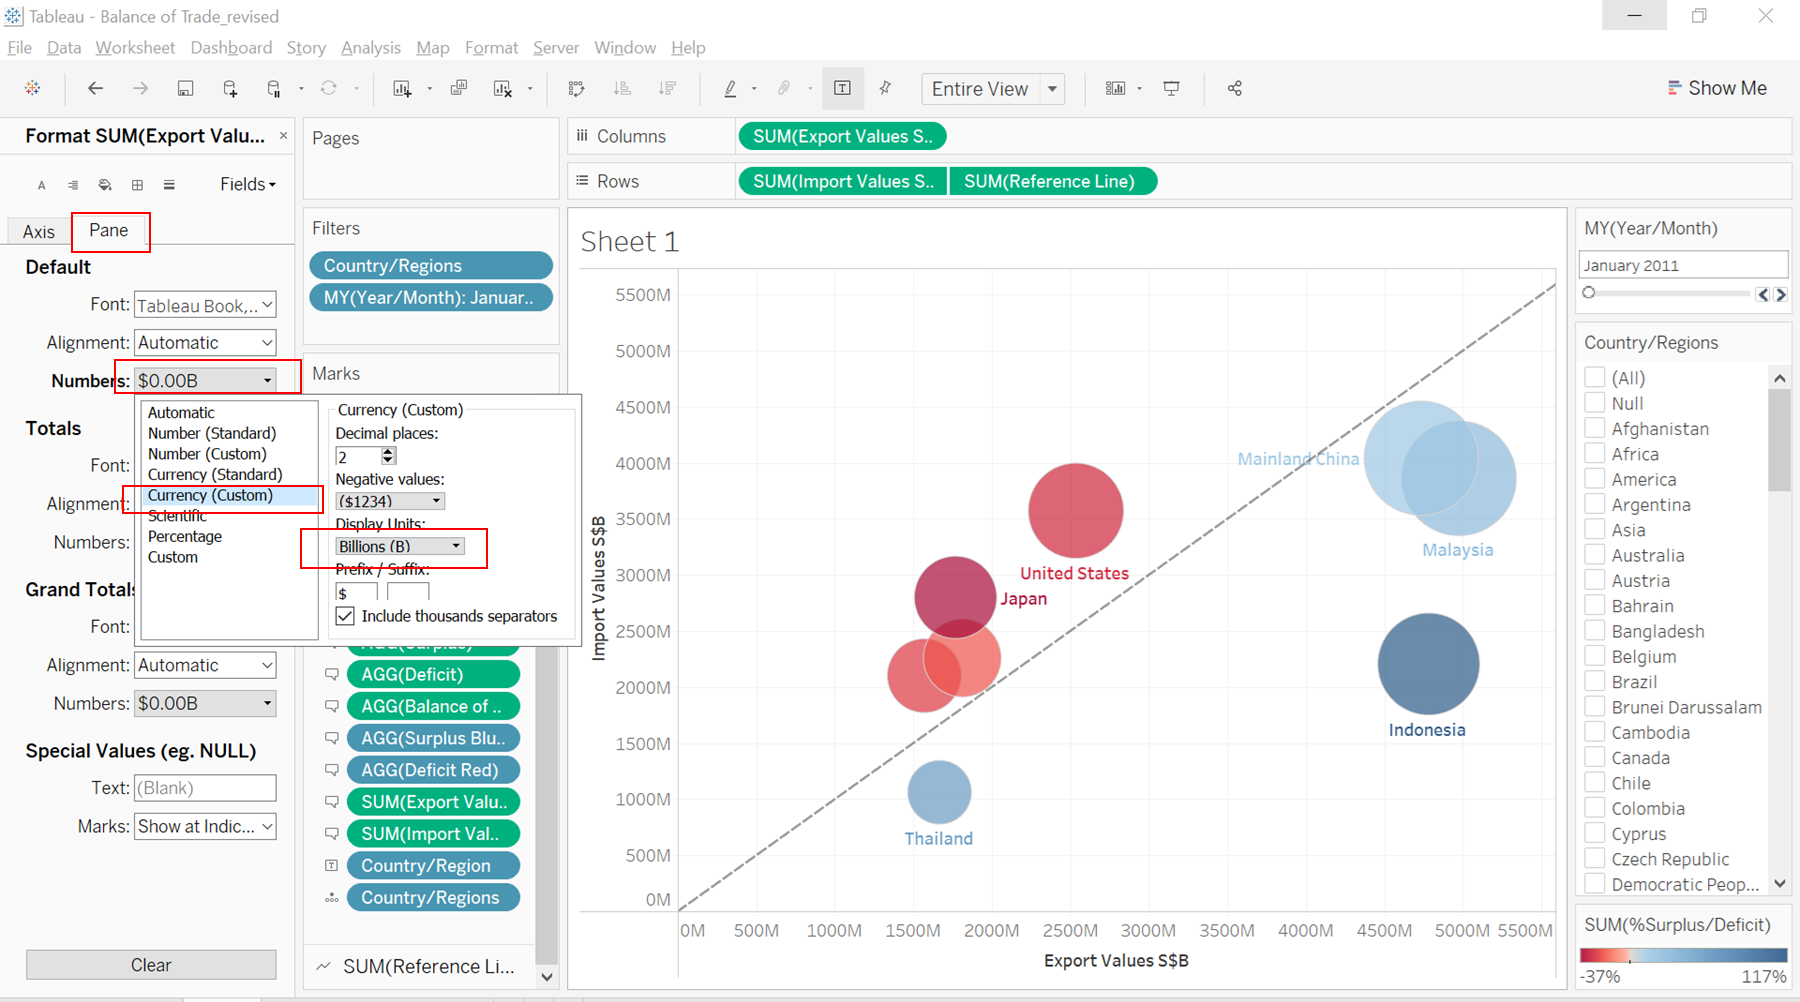 Tableau - Balance of Trade_revised
File Data Worksheet Dashboard Story Analysis Map Format Server Window Help
Entire View
Show Me
Format SUM(Export Valu...
Fields
Axis
Pane
Default
Font: Tableau Book,...
Alignment: Automatic
Numbers: $0.00B
Totals
Font:
Alignment:
Numbers:
Grand Totals
Font:
Alignment: Automatic
Numbers: $0.00B
Special Values (eg. NULL)
Text: (Blank)
Marks: Show at Indic...
Clear
Automatic
Number (Standard)
Number (Custom)
Currency (Standard)
Currency (Custom)
Scientific
Percentage
Custom
Currency (Custom)
Decimal places:
2
Negative values:
($1234)
Display Units:
Billions (B)
Prefix / Suffix:
$
Include thousands separators
Pages
Filters
Country/Regions
MY(Year/Month): Januar..
Marks
AGG(Surplus)
AGG(Deficit)
AGG(Balance of ..
AGG(Surplus Blu..
AGG(Deficit Red)
SUM(Export Valu..
SUM(Import Val..
Country/Region
Country/Regions
SUM(Reference Li...
Columns
SUM(Export Values S..
Rows
SUM(Import Values S..
SUM(Reference Line)
Sheet 1
5500M
5000M
4500M
4000M
3500M
3000M
2500M
2000M
1500M
1000M
500M
0M
Import Values S$B
Mainland China
Malaysia
United States
Japan
Indonesia
Thailand
0M 500M 1000M 1500M 2000M 2500M 3000M 3500M 4000M 4500M 5000M 5500M
Export Values S$B
MY(Year/Month)
January 2011
Country/Regions
(All)
Null
Afghanistan
Africa
America
Argentina
Asia
Australia
Austria
Bahrain
Bangladesh
Belgium
Brazil
Brunei Darussalam
Cambodia
Canada
Chile
Colombia
Cyprus
Czech Republic
Democratic Peop...
SUM(%Surplus/Deficit)
-37% 117%